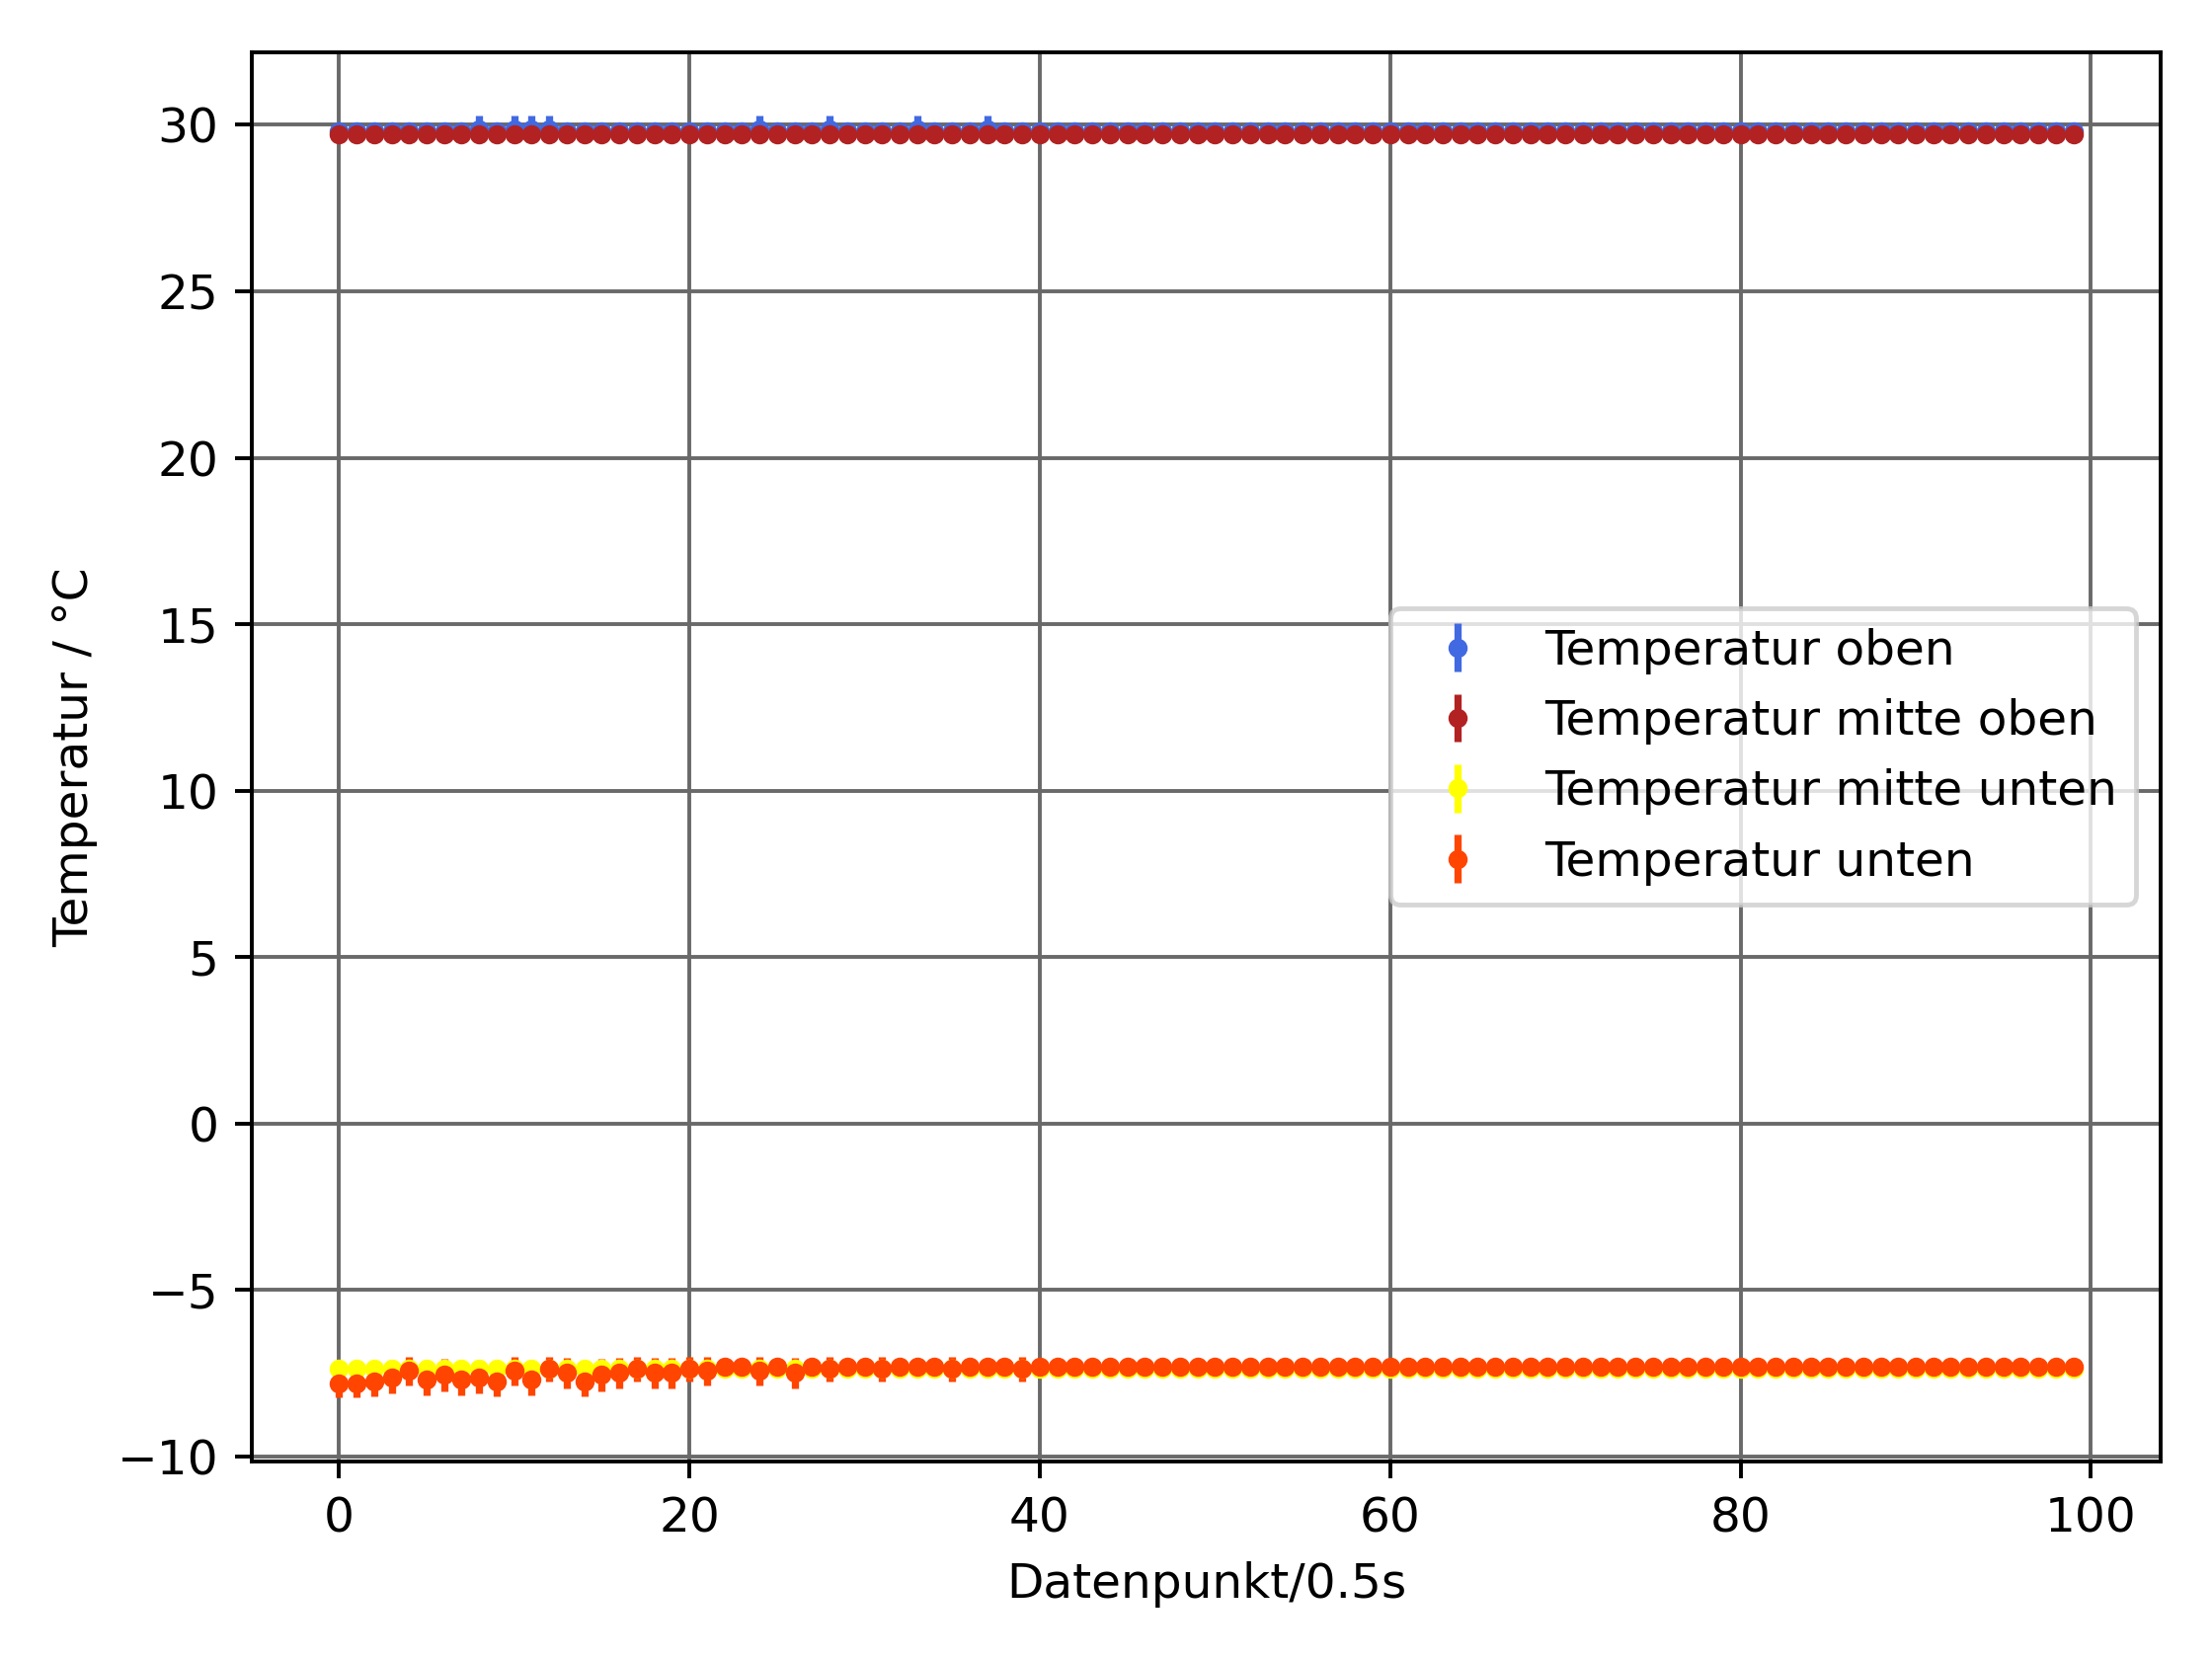 30
25
20
15
10
5
0
−5
−10
Temperatur / °C
Temperatur oben
Temperatur mitte oben
Temperatur mitte unten
Temperatur unten
0 20 40 60 80 100
Datenpunkt/0.5s